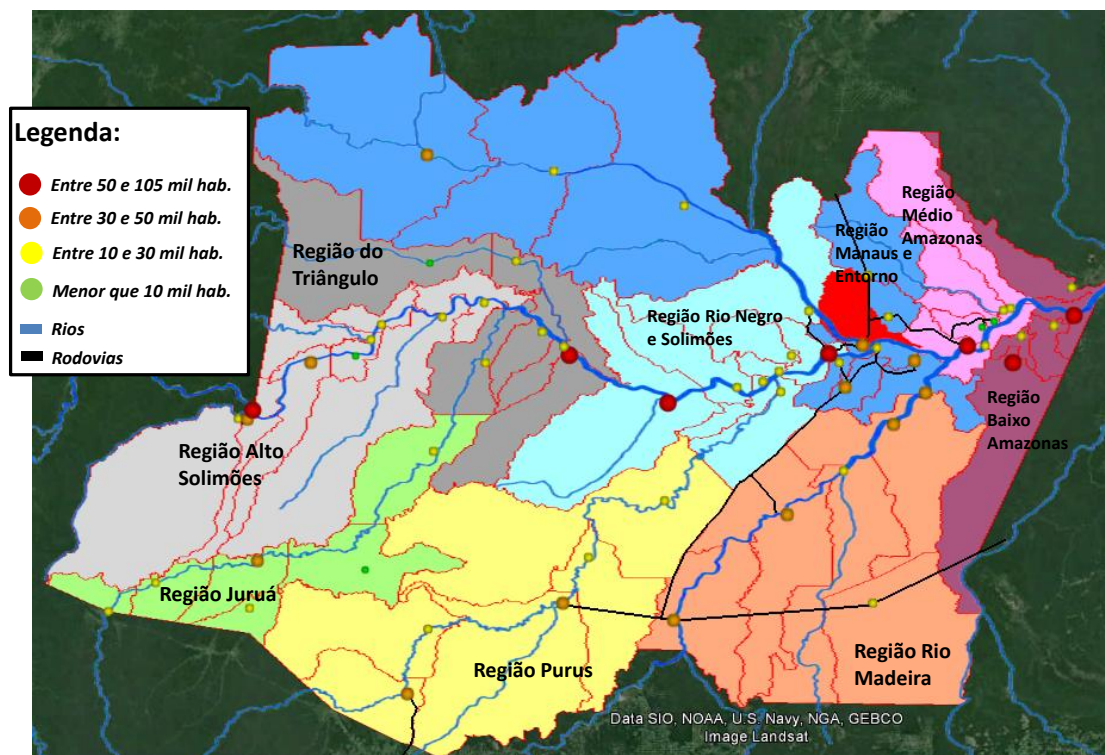 Legenda:
Entre 50 e 105 mil hab.
Entre 30 e 50 mil hab.
Entre 10 e 30 mil hab.
Menor que 10 mil hab.
Rios
Rodovias
Região do
Triângulo
Região
Médio
Amazonas
Região
Manaus e
Entorno
Região Rio Negro
e Solimões
Região
Baixo
Amazonas
Região Alto
Solimões
Região Juruá
Região Purus
Região Rio
Madeira
Data SIO, NOAA, U.S. Navy, NGA, GEBCO
Image Landsat